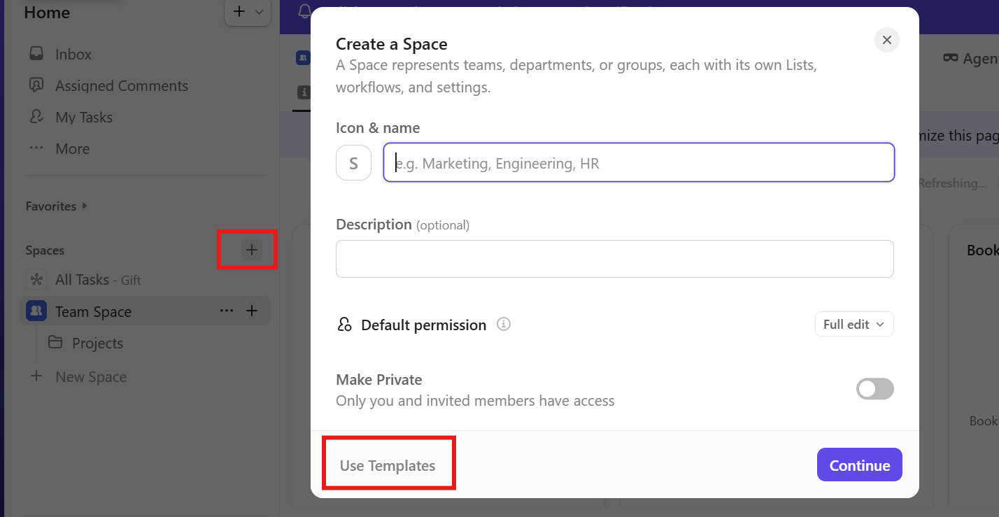 Home
Inbox
Assigned Comments
My Tasks
More
Favorites
Spaces
All Tasks - Gift
Team Space
Projects
New Space
Create a Space
A Space represents teams, departments, or groups, each with its own Lists,
workflows, and settings.
Icon & name
S
e.g. Marketing, Engineering, HR
Description (optional)
Default permission
Full edit
Make Private
Only you and invited members have access
Use Templates
Continue
Agen
mize this pag
Refreshing...
Book
Book